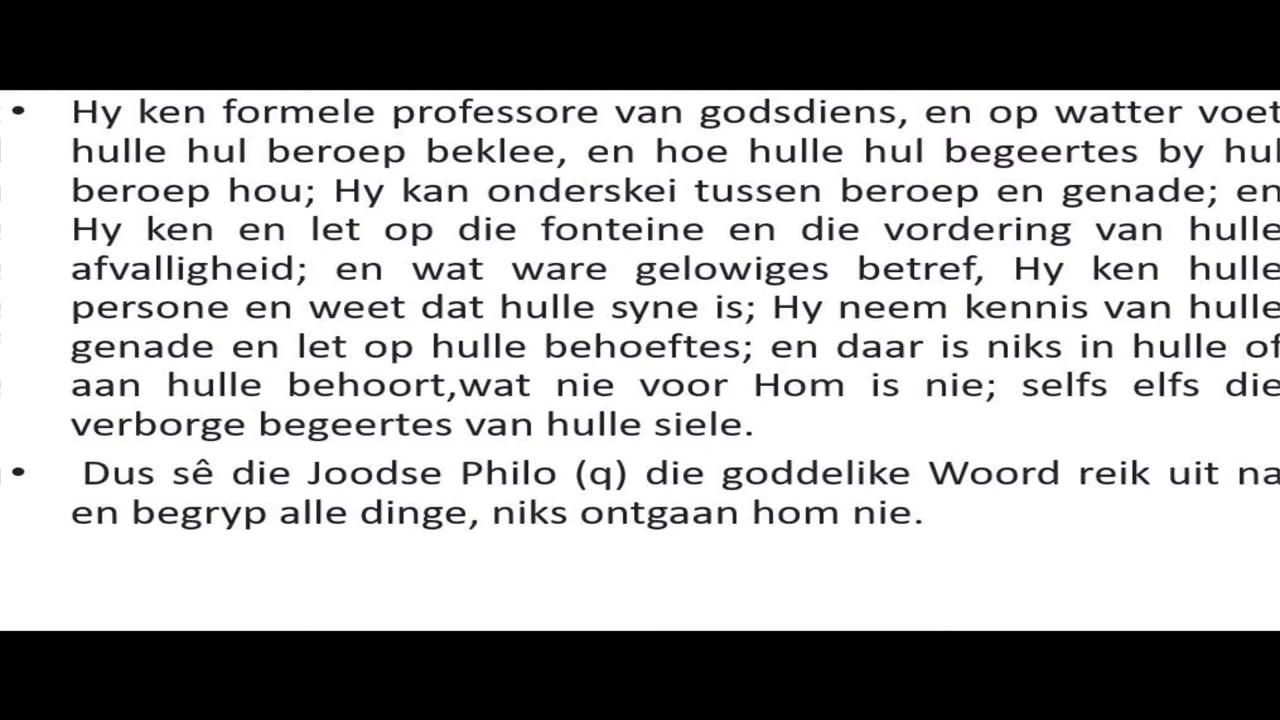 • Hy ken formele professore van godsdiens, en op watter voet
hulle hul beroep beklee, en hoe hulle hul begeertes by hul
beroep hou; Hy kan onderskei tussen beroep en genade; en
Hy ken en let op die fonteine en die vordering van hulle
afvalligheid; en wat ware gelowiges betref, Hy ken hulle
persone en weet dat hulle syne is; Hy neem kennis van hulle
genade en let op hulle behoeftes; en daar is niks in hulle of
aan hulle behoort,wat nie voor Hom is nie; selfs elfs die
verborge begeertes van hulle siele.
• Dus sê die Joodse Philo (q) die goddelike Woord reik uit na
en begryp alle dinge, niks ontgaan hom nie.